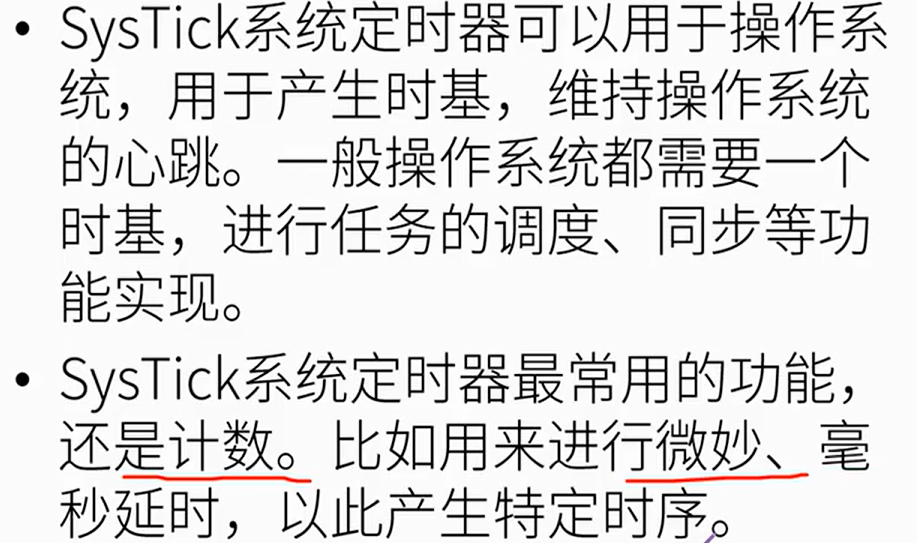 • SysTick系统定时器可以用于操作系
统，用于产生时基，维持操作系统
的心跳。一般操作系统都需要一个
时基，进行任务的调度、同步等功
能实现。
• SysTick系统定时器最常用的功能，
还是计数。比如用来进行微妙、毫
秒延时，以此产生特定时序。